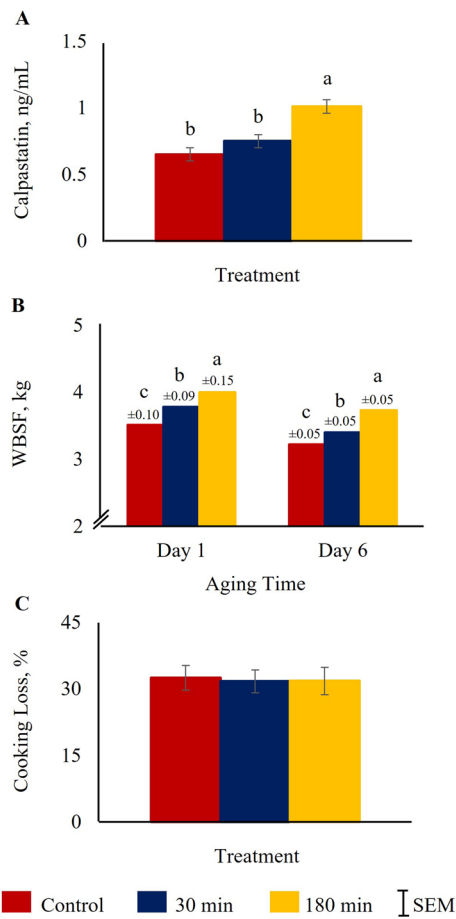 A
Calpastatin, ng/mL
1.5
1
0.5
0
b
b
a
Treatment
B
WBSF, kg
5
4
3
2
c
±0.10
b
±0.09
a
±0.15
c
±0.05
b
±0.05
a
±0.05
Day 1
Day 6
Aging Time
C
Cooking Loss, %
45
30
15
0
Treatment
Control 30 min 180 min SEM